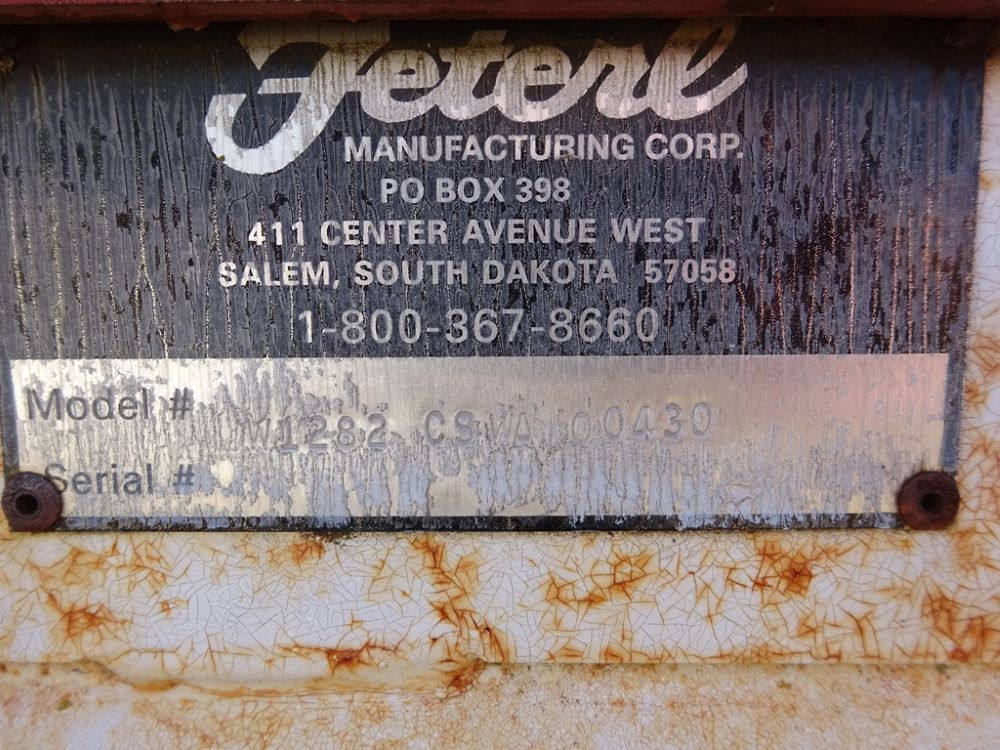 Feterl
MANUFACTURING CORP.
PO BOX 398
411 CENTER AVENUE WEST
SALEM, SOUTH DAKOTA 57058
1-800-367-8660
Model # W1282 CSWA 00430
Serial #